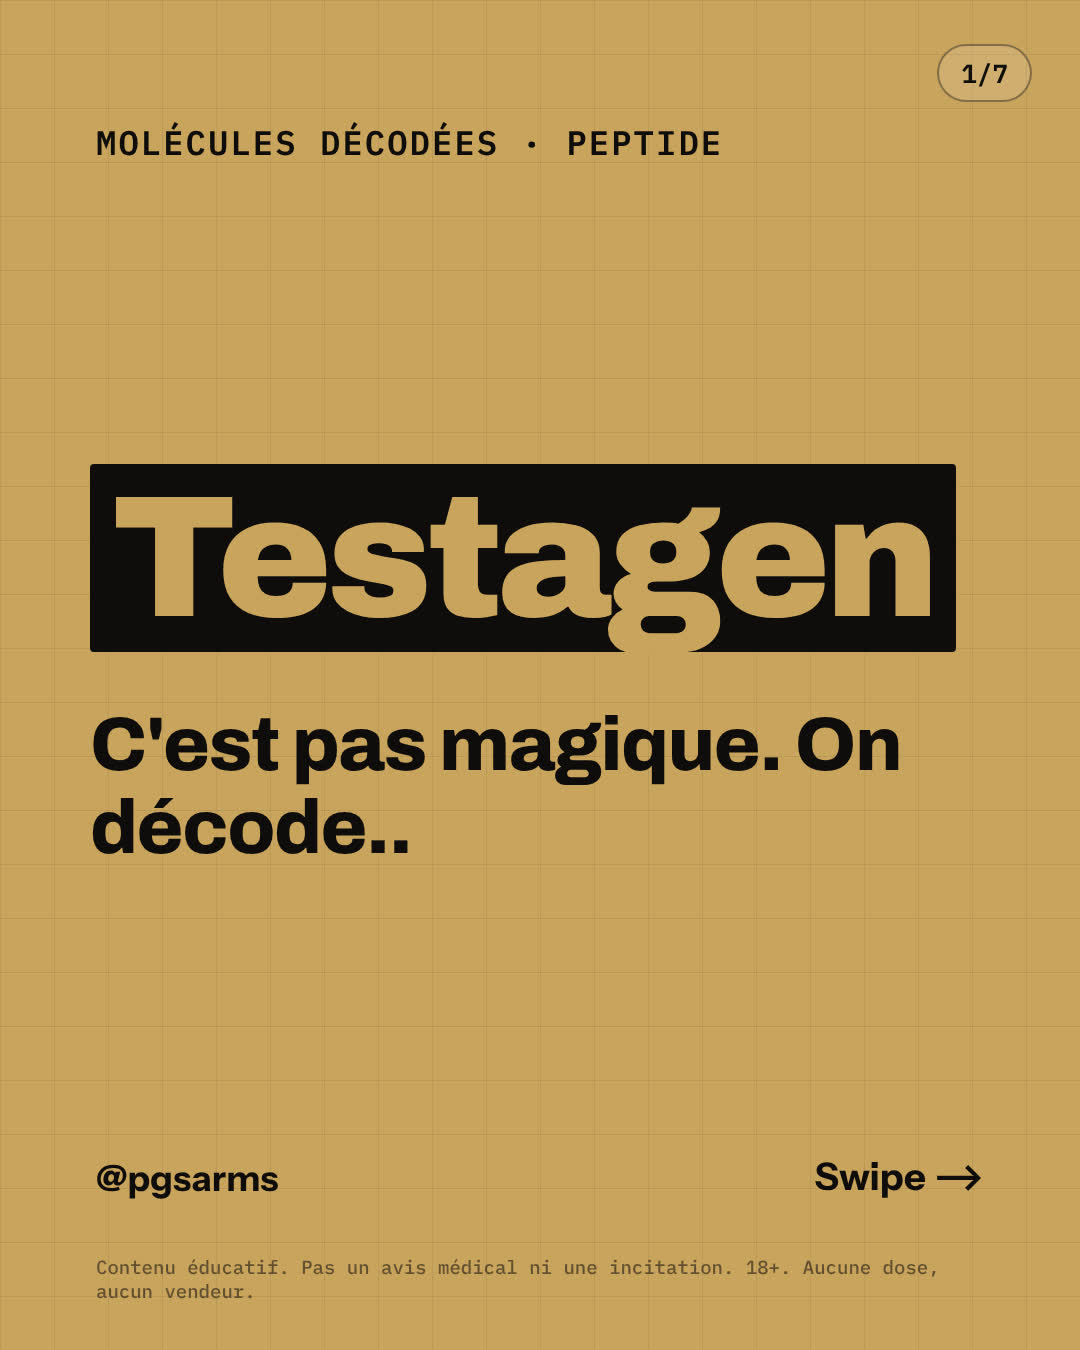 1/7
MOLÉCULES DÉCODÉES · PEPTIDE
Testagen
C'est pas magique. On
décode..
@pgsarms
Swipe →
Contenu éducatif. Pas un avis médical ni une incitation. 18+. Aucune dose,
aucun vendeur.